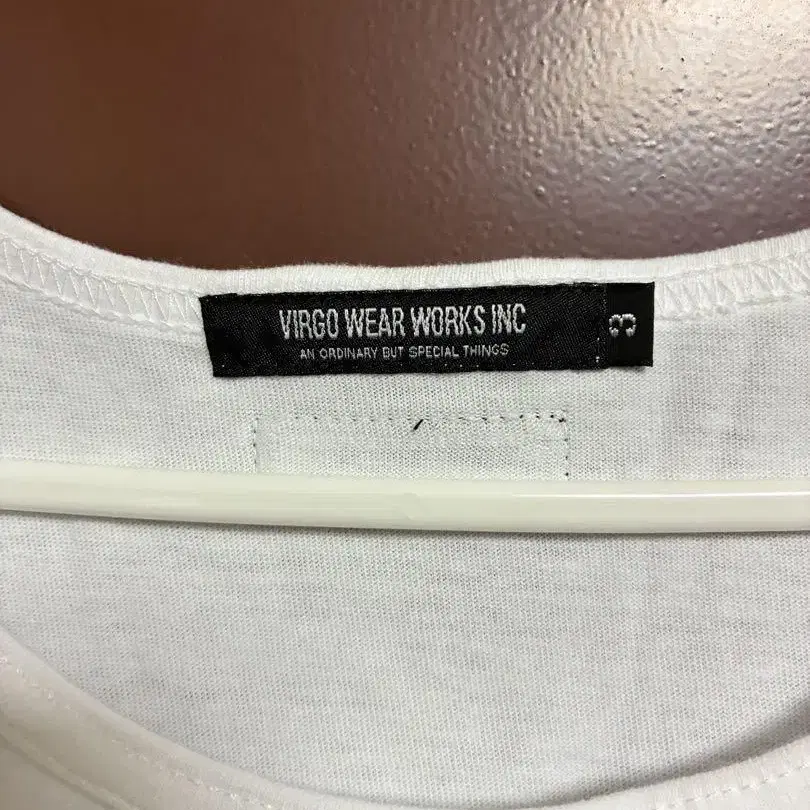 VIRGO WEAR WORKS INC
AN ORDINARY BUT SPECIAL THINGS
3